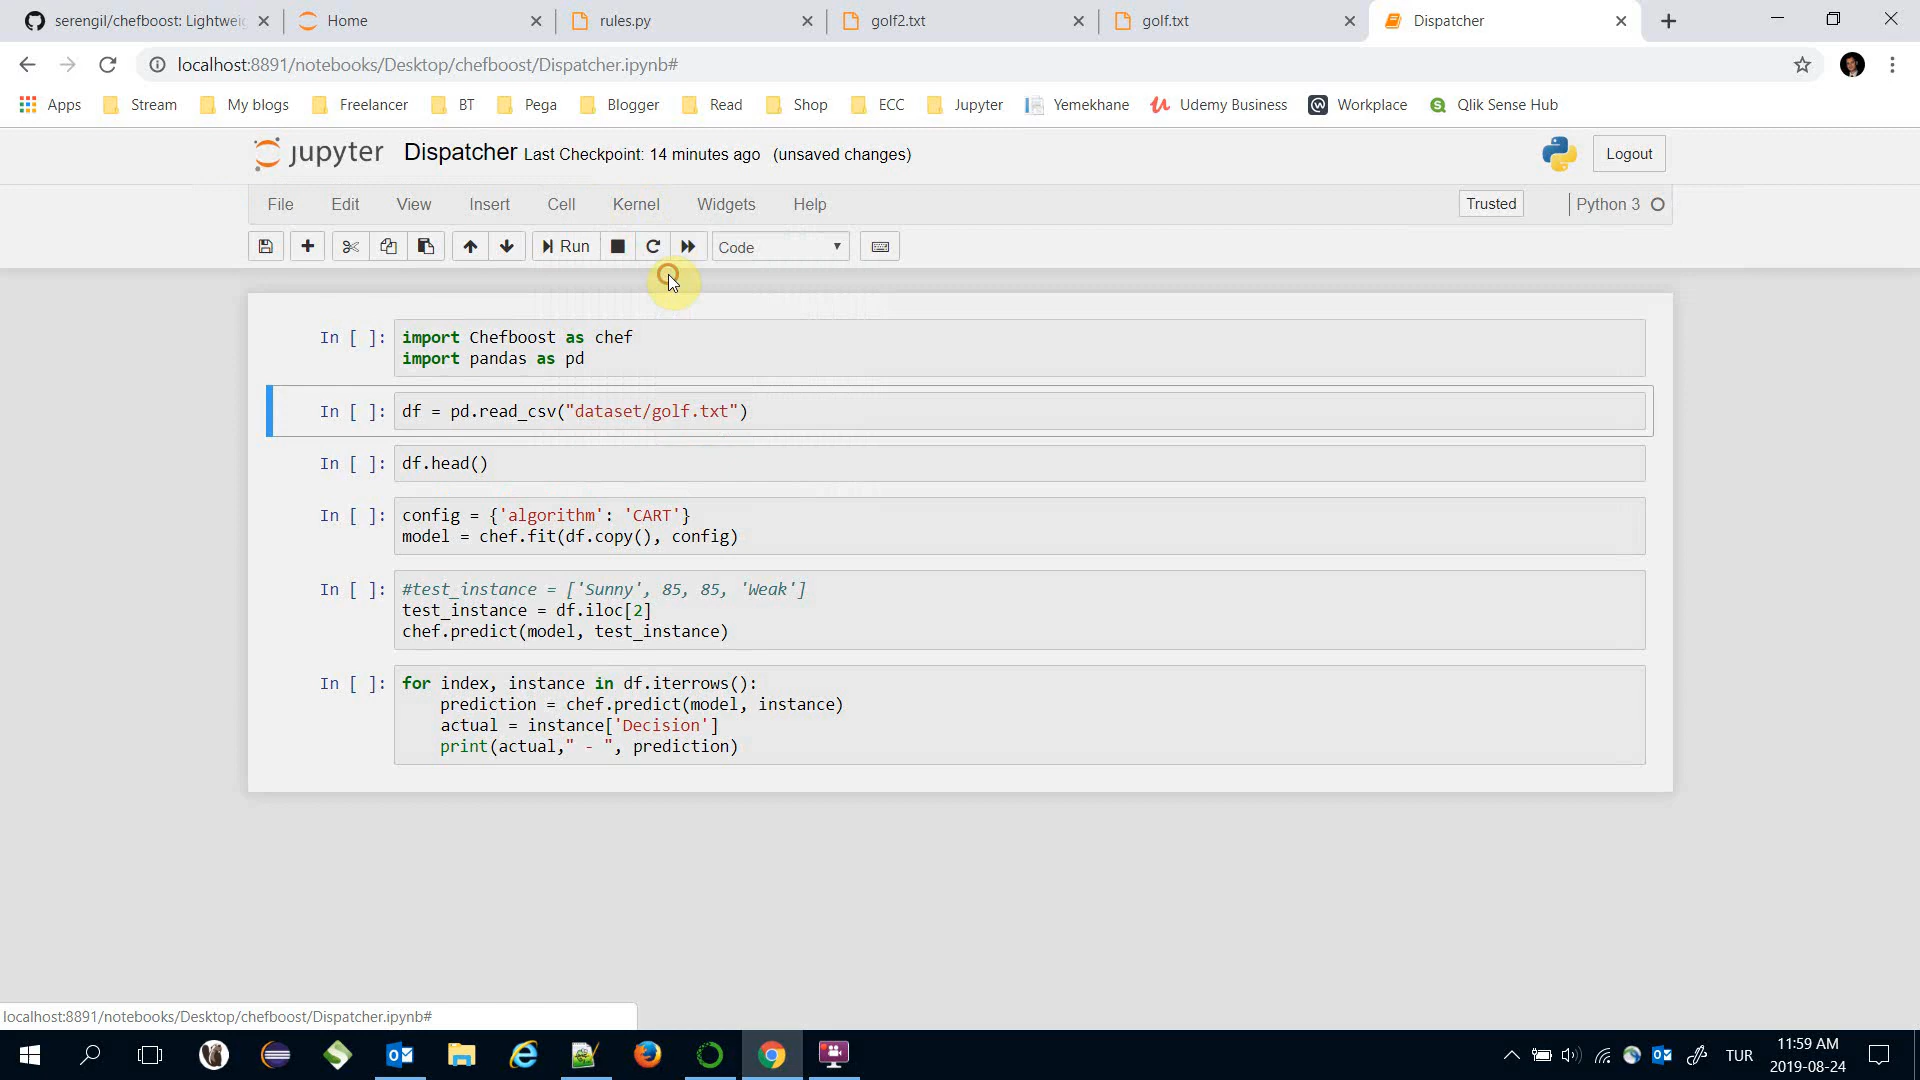 serengil/chefboost: Lightwei
Home
rules.py
golf2.txt
golf.txt
Dispatcher
localhost:8891/notebooks/Desktop/chefboost/Dispatcher.ipynb#
Apps
Stream
My blogs
Freelancer
BT
Pega
Blogger
Read
Shop
ECC
Jupyter
Yemekhane
Udemy Business
Workplace
Qlik Sense Hub
jupyter Dispatcher Last Checkpoint: 14 minutes ago (unsaved changes)
Logout
File Edit View Insert Cell Kernel Widgets Help
Trusted
Python 3
Run
Code
In [ ]: import Chefboost as chef
import pandas as pd
In [ ]: df = pd.read_csv("dataset/golf.txt")
In [ ]: df.head()
In [ ]: config = {'algorithm': 'CART'}
model = chef.fit(df.copy(), config)
In [ ]: #test_instance = ['Sunny', 85, 85, 'Weak']
test_instance = df.iloc[2]
chef.predict(model, test_instance)
In [ ]: for index, instance in df.iterrows():
    prediction = chef.predict(model, instance)
    actual = instance['Decision']
    print(actual," - ", prediction)
localhost:8891/notebooks/Desktop/chefboost/Dispatcher.ipynb#
TUR
11:59 AM
2019-08-24